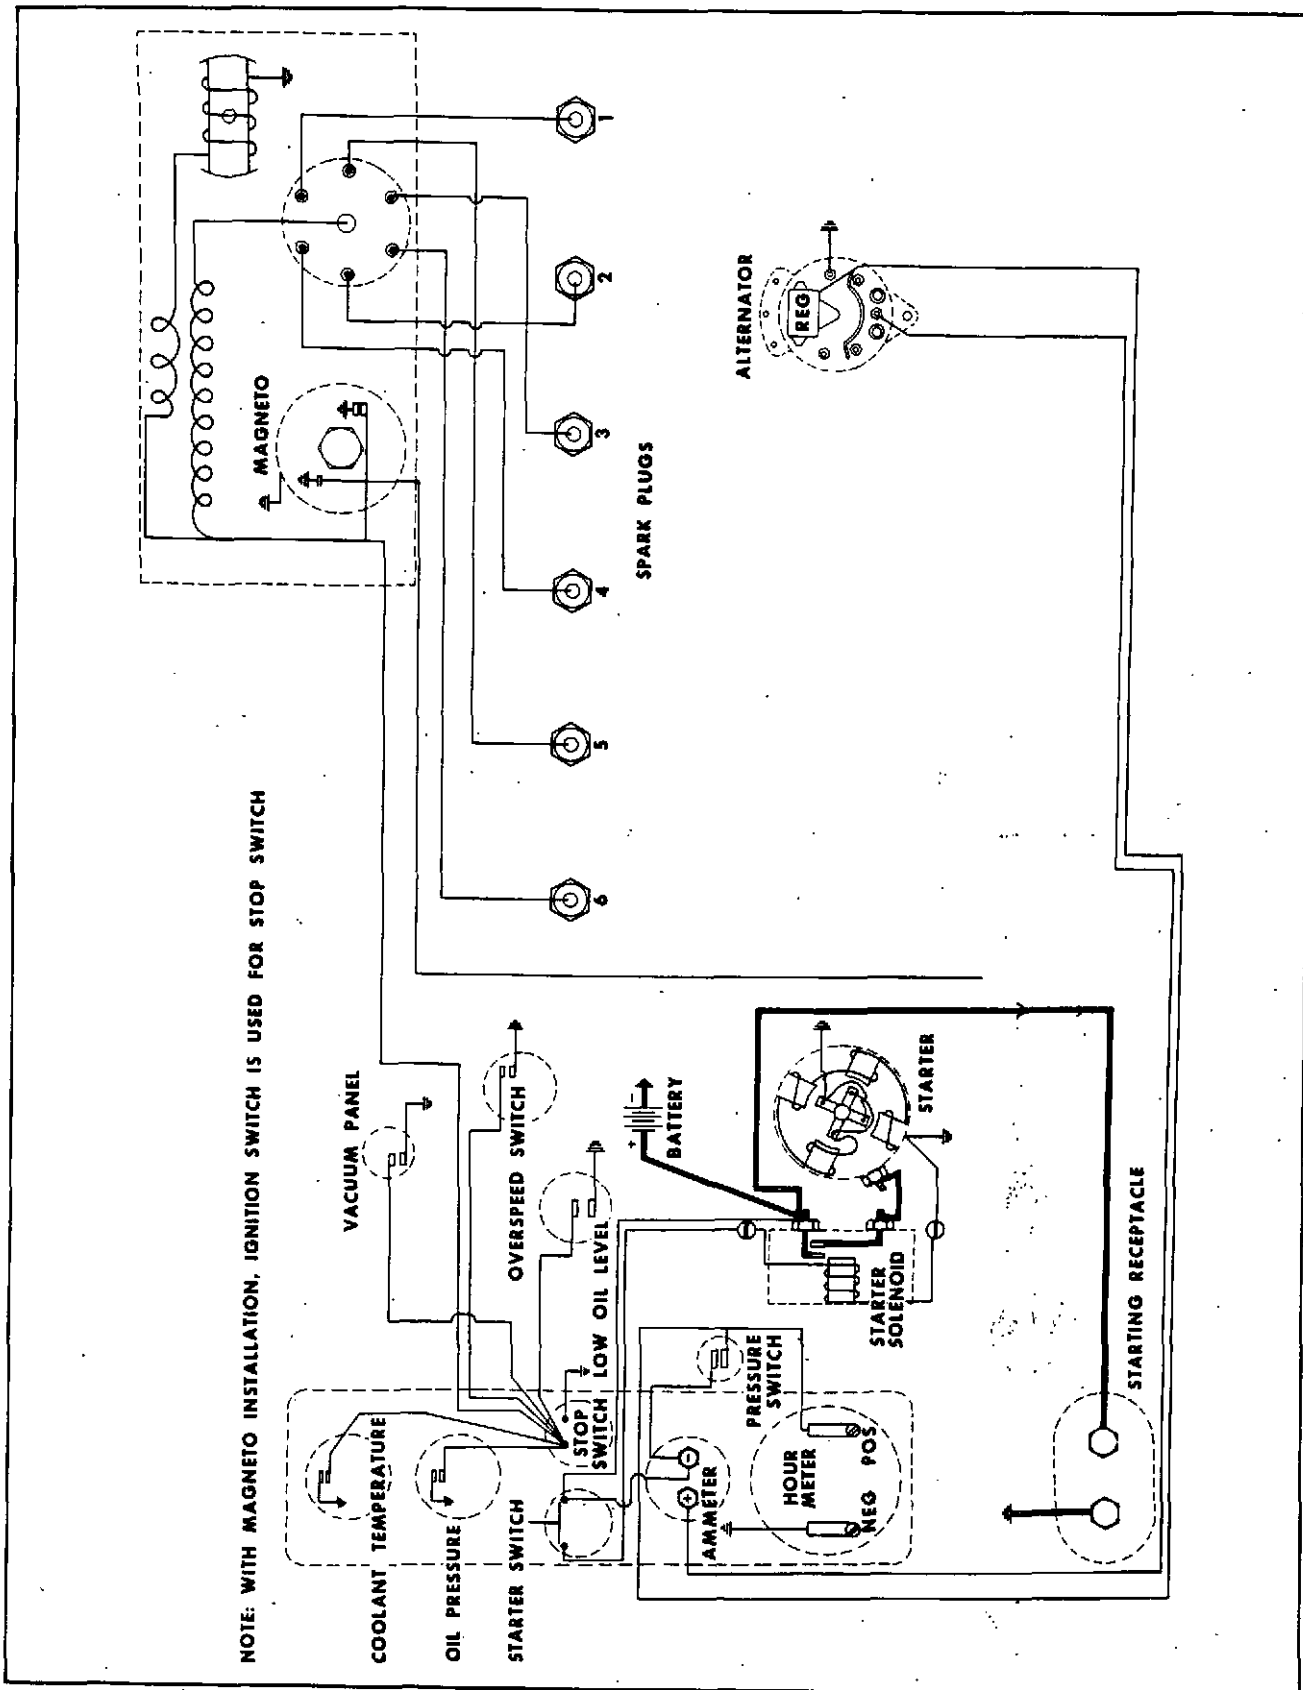 NOTE: WITH MAGNETO INSTALLATION, IGNITION SWITCH IS USED FOR STOP SWITCH
COOLANT TEMPERATURE
VACUUM PANEL
MAGNETO
OIL PRESSURE
STARTER SWITCH
OVERSPEED SWITCH
STOP
SWITCH
LOW OIL LEVEL
6
5
4
3
2
1
SPARK PLUGS
+
-
BATTERY
+
-
AMMETER
PRESSURE
SWITCH
ALTERNATOR
REG
HOUR
METER
NEG
POS
STARTER
SOLENOID
STARTER
STARTING RECEPTACLE